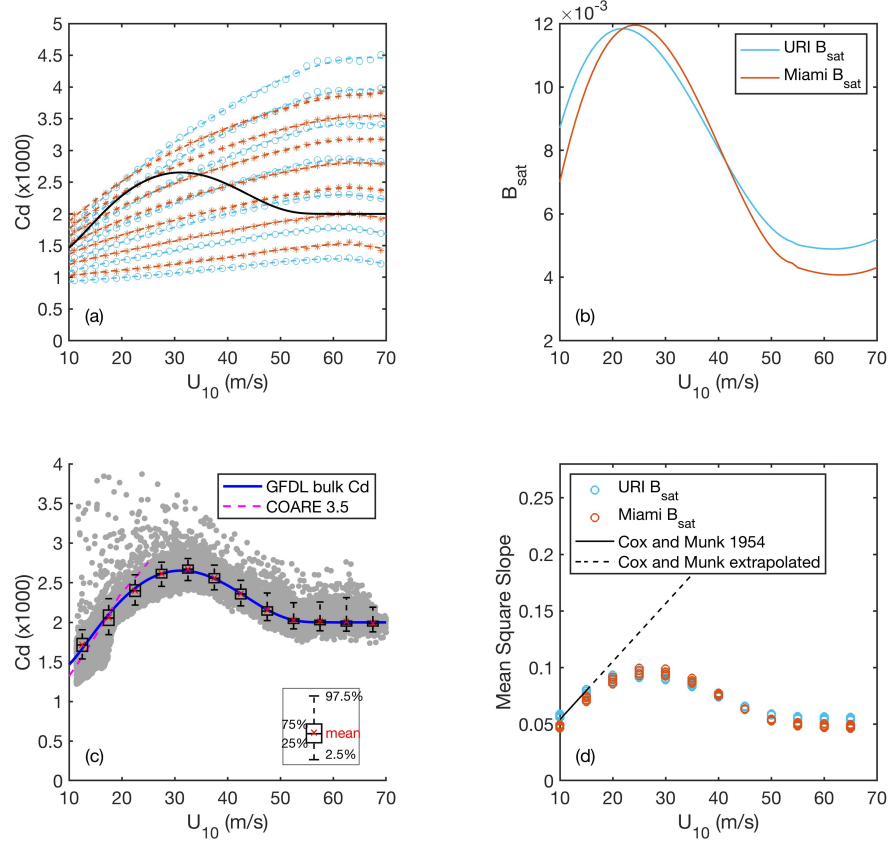 5
4.5
4
3.5
3
2.5
2
1.5
1
0.5
0
Cd (x1000)
(a)
10 20 30 40 50 60 70
U10 (m/s)
×10-3
12
10
8
6
4
2
Bsat
URI Bsat
Miami Bsat
(b)
10 20 30 40 50 60 70
U10 (m/s)
4
3.5
3
2.5
2
1.5
1
0.5
0
Cd (x1000)
GFDL bulk Cd
COARE 3.5
97.5%
75%
mean
25%
2.5%
(c)
10 20 30 40 50 60 70
U10 (m/s)
0.25
0.2
0.15
0.1
0.05
0
Mean Square Slope
URI Bsat
Miami Bsat
Cox and Munk 1954
Cox and Munk extrapolated
(d)
10 20 30 40 50 60 70
U10 (m/s)